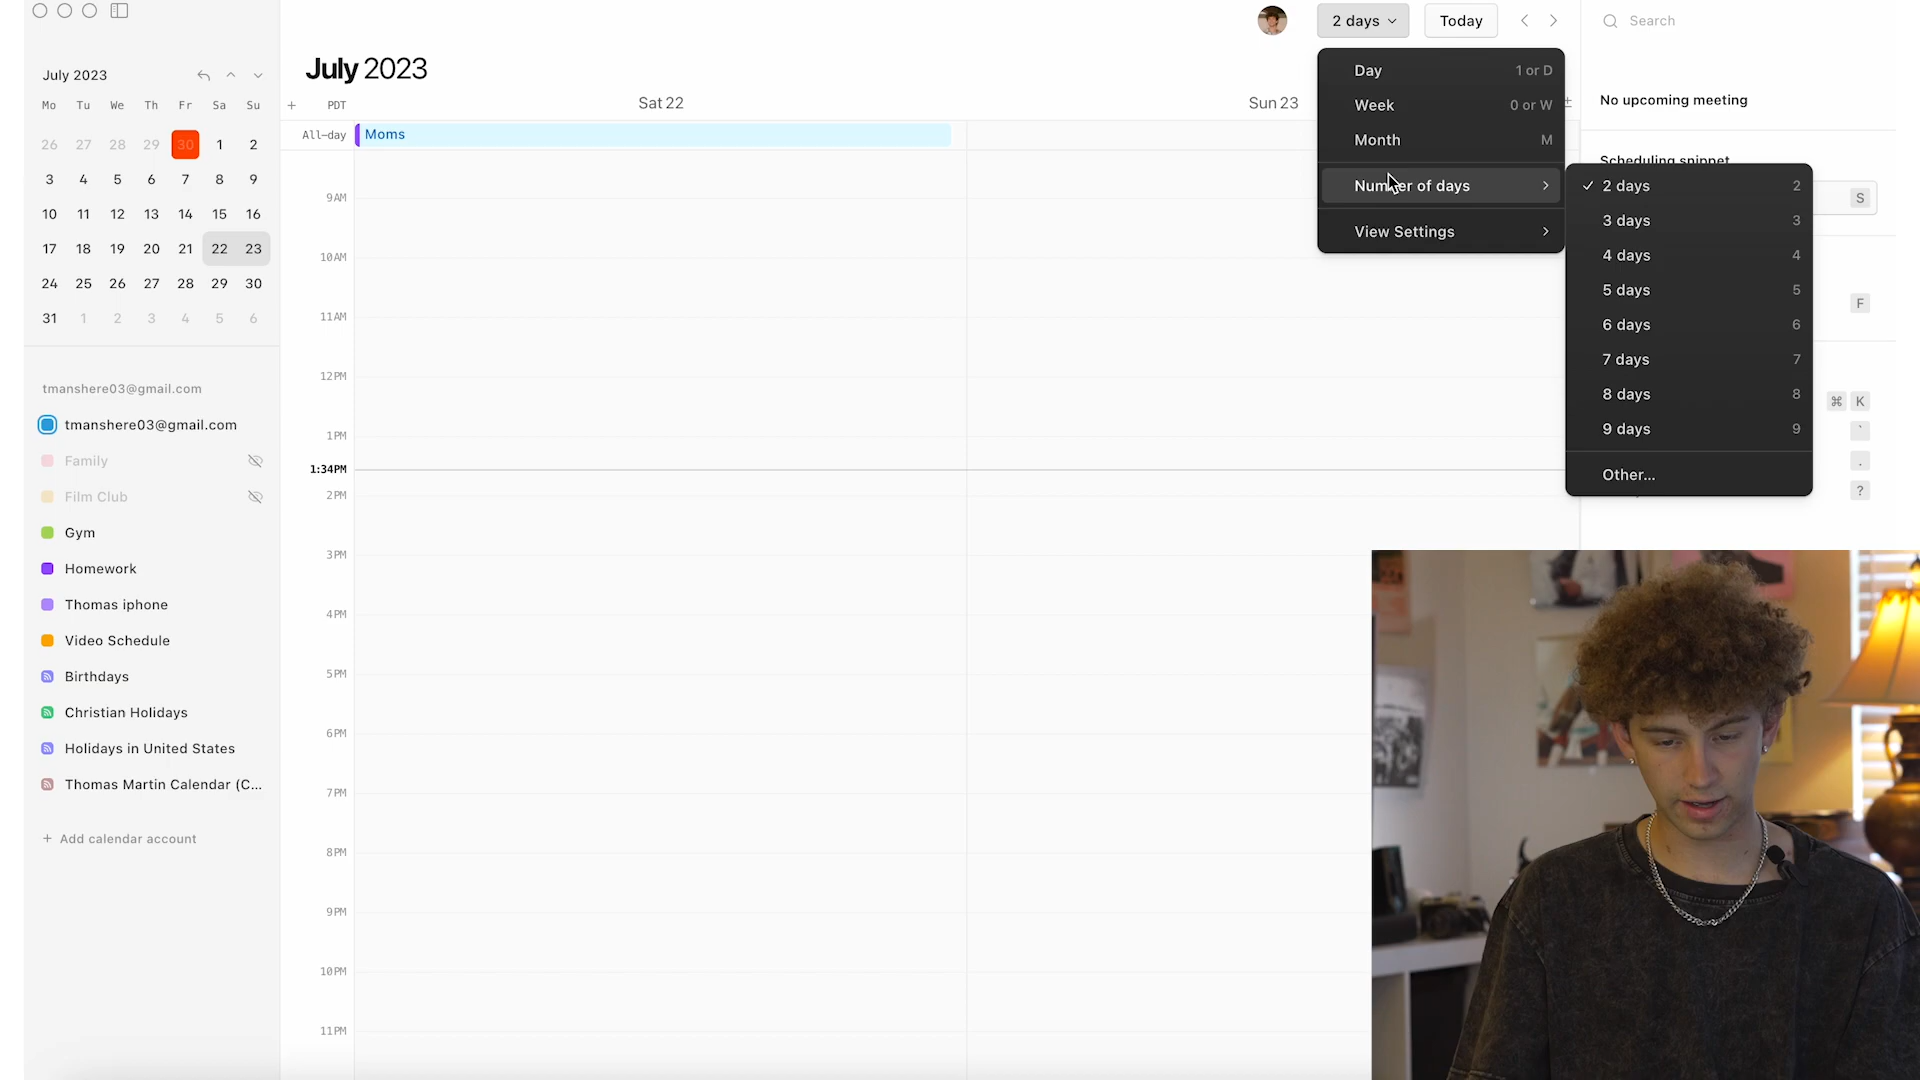 July 2023
Mo Tu We Th Fr Sa Su
26 27 28 29 30 1 2
3 4 5 6 7 8 9
10 11 12 13 14 15 16
17 18 19 20 21 22 23
24 25 26 27 28 29 30
31 1 2 3 4 5 6
tmanshere03@gmail.com
tmanshere03@gmail.com
Family
Film Club
Gym
Homework
Thomas iphone
Video Schedule
Birthdays
Christian Holidays
Holidays in United States
Thomas Martin Calendar (C...
+ Add calendar account
July 2023
+ PDT Sat 22 Sun 23
All-day Moms
9AM
10AM
11AM
12PM
1PM
1:34PM
2PM
3PM
4PM
5PM
6PM
7PM
8PM
9PM
10PM
11PM
2 days Today
Day 1 or D
Week 0 or W
Month M
Number of days
View Settings
2 days 2
3 days 3
4 days 4
5 days 5
6 days 6
7 days 7
8 days 8
9 days 9
Other...
Search
No upcoming meeting
Scheduling snippet
S
F
⌘ K
`
.
?